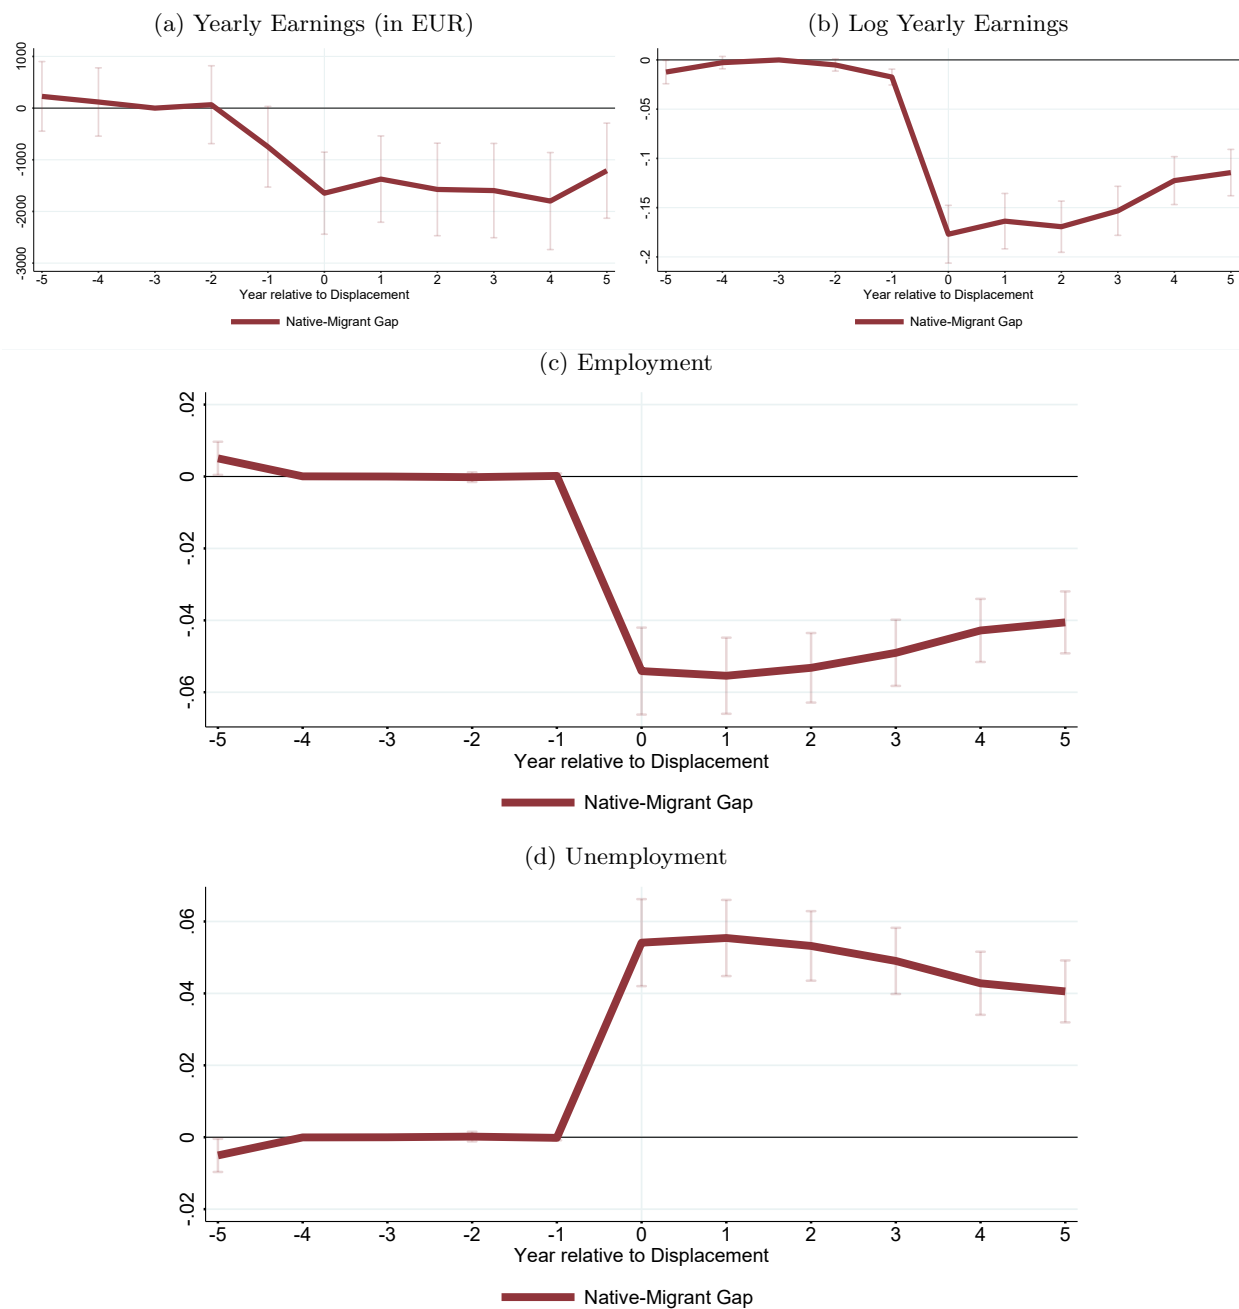 (a) Yearly Earnings (in EUR)
1000
0
-1000
-2000
-3000
-5 -4 -3 -2 -1 0 1 2 3 4 5
Year relative to Displacement
Native-Migrant Gap
(b) Log Yearly Earnings
0
-.05
-.1
-.15
-.2
-5 -4 -3 -2 -1 0 1 2 3 4 5
Year relative to Displacement
Native-Migrant Gap
(c) Employment
.02
0
-.02
-.04
-.06
-5 -4 -3 -2 -1 0 1 2 3 4 5
Year relative to Displacement
Native-Migrant Gap
(d) Unemployment
.06
.04
.02
0
-.02
-5 -4 -3 -2 -1 0 1 2 3 4 5
Year relative to Displacement
Native-Migrant Gap